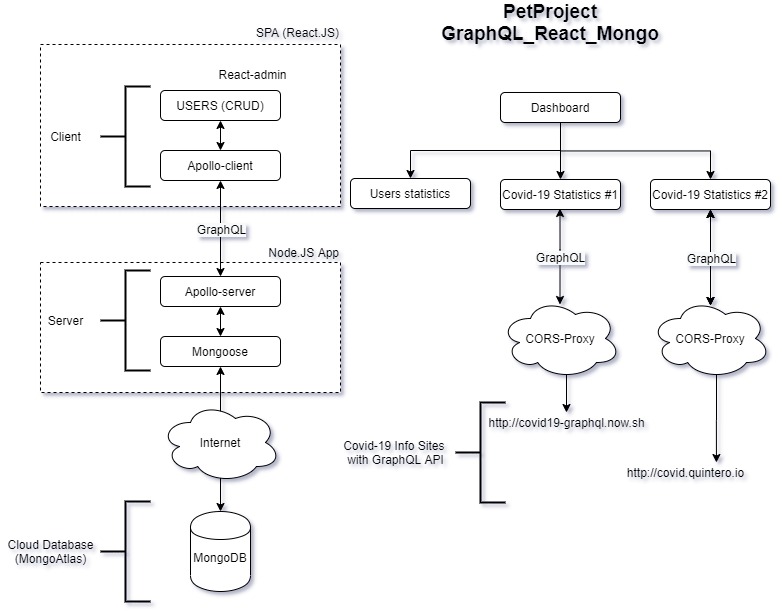 PetProject
GraphQL_React_Mongo
SPA (React.JS)
React-admin
USERS (CRUD)
Client
Apollo-client
GraphQL
Node.JS App
Apollo-server
Server
Mongoose
Internet
Cloud Database
(MongoAtlas)
MongoDB
Dashboard
Users statistics
Covid-19 Statistics #1
Covid-19 Statistics #2
GraphQL
GraphQL
CORS-Proxy
CORS-Proxy
http://covid19-graphql.now.sh
Covid-19 Info Sites
with GraphQL API
http://covid.quintero.io